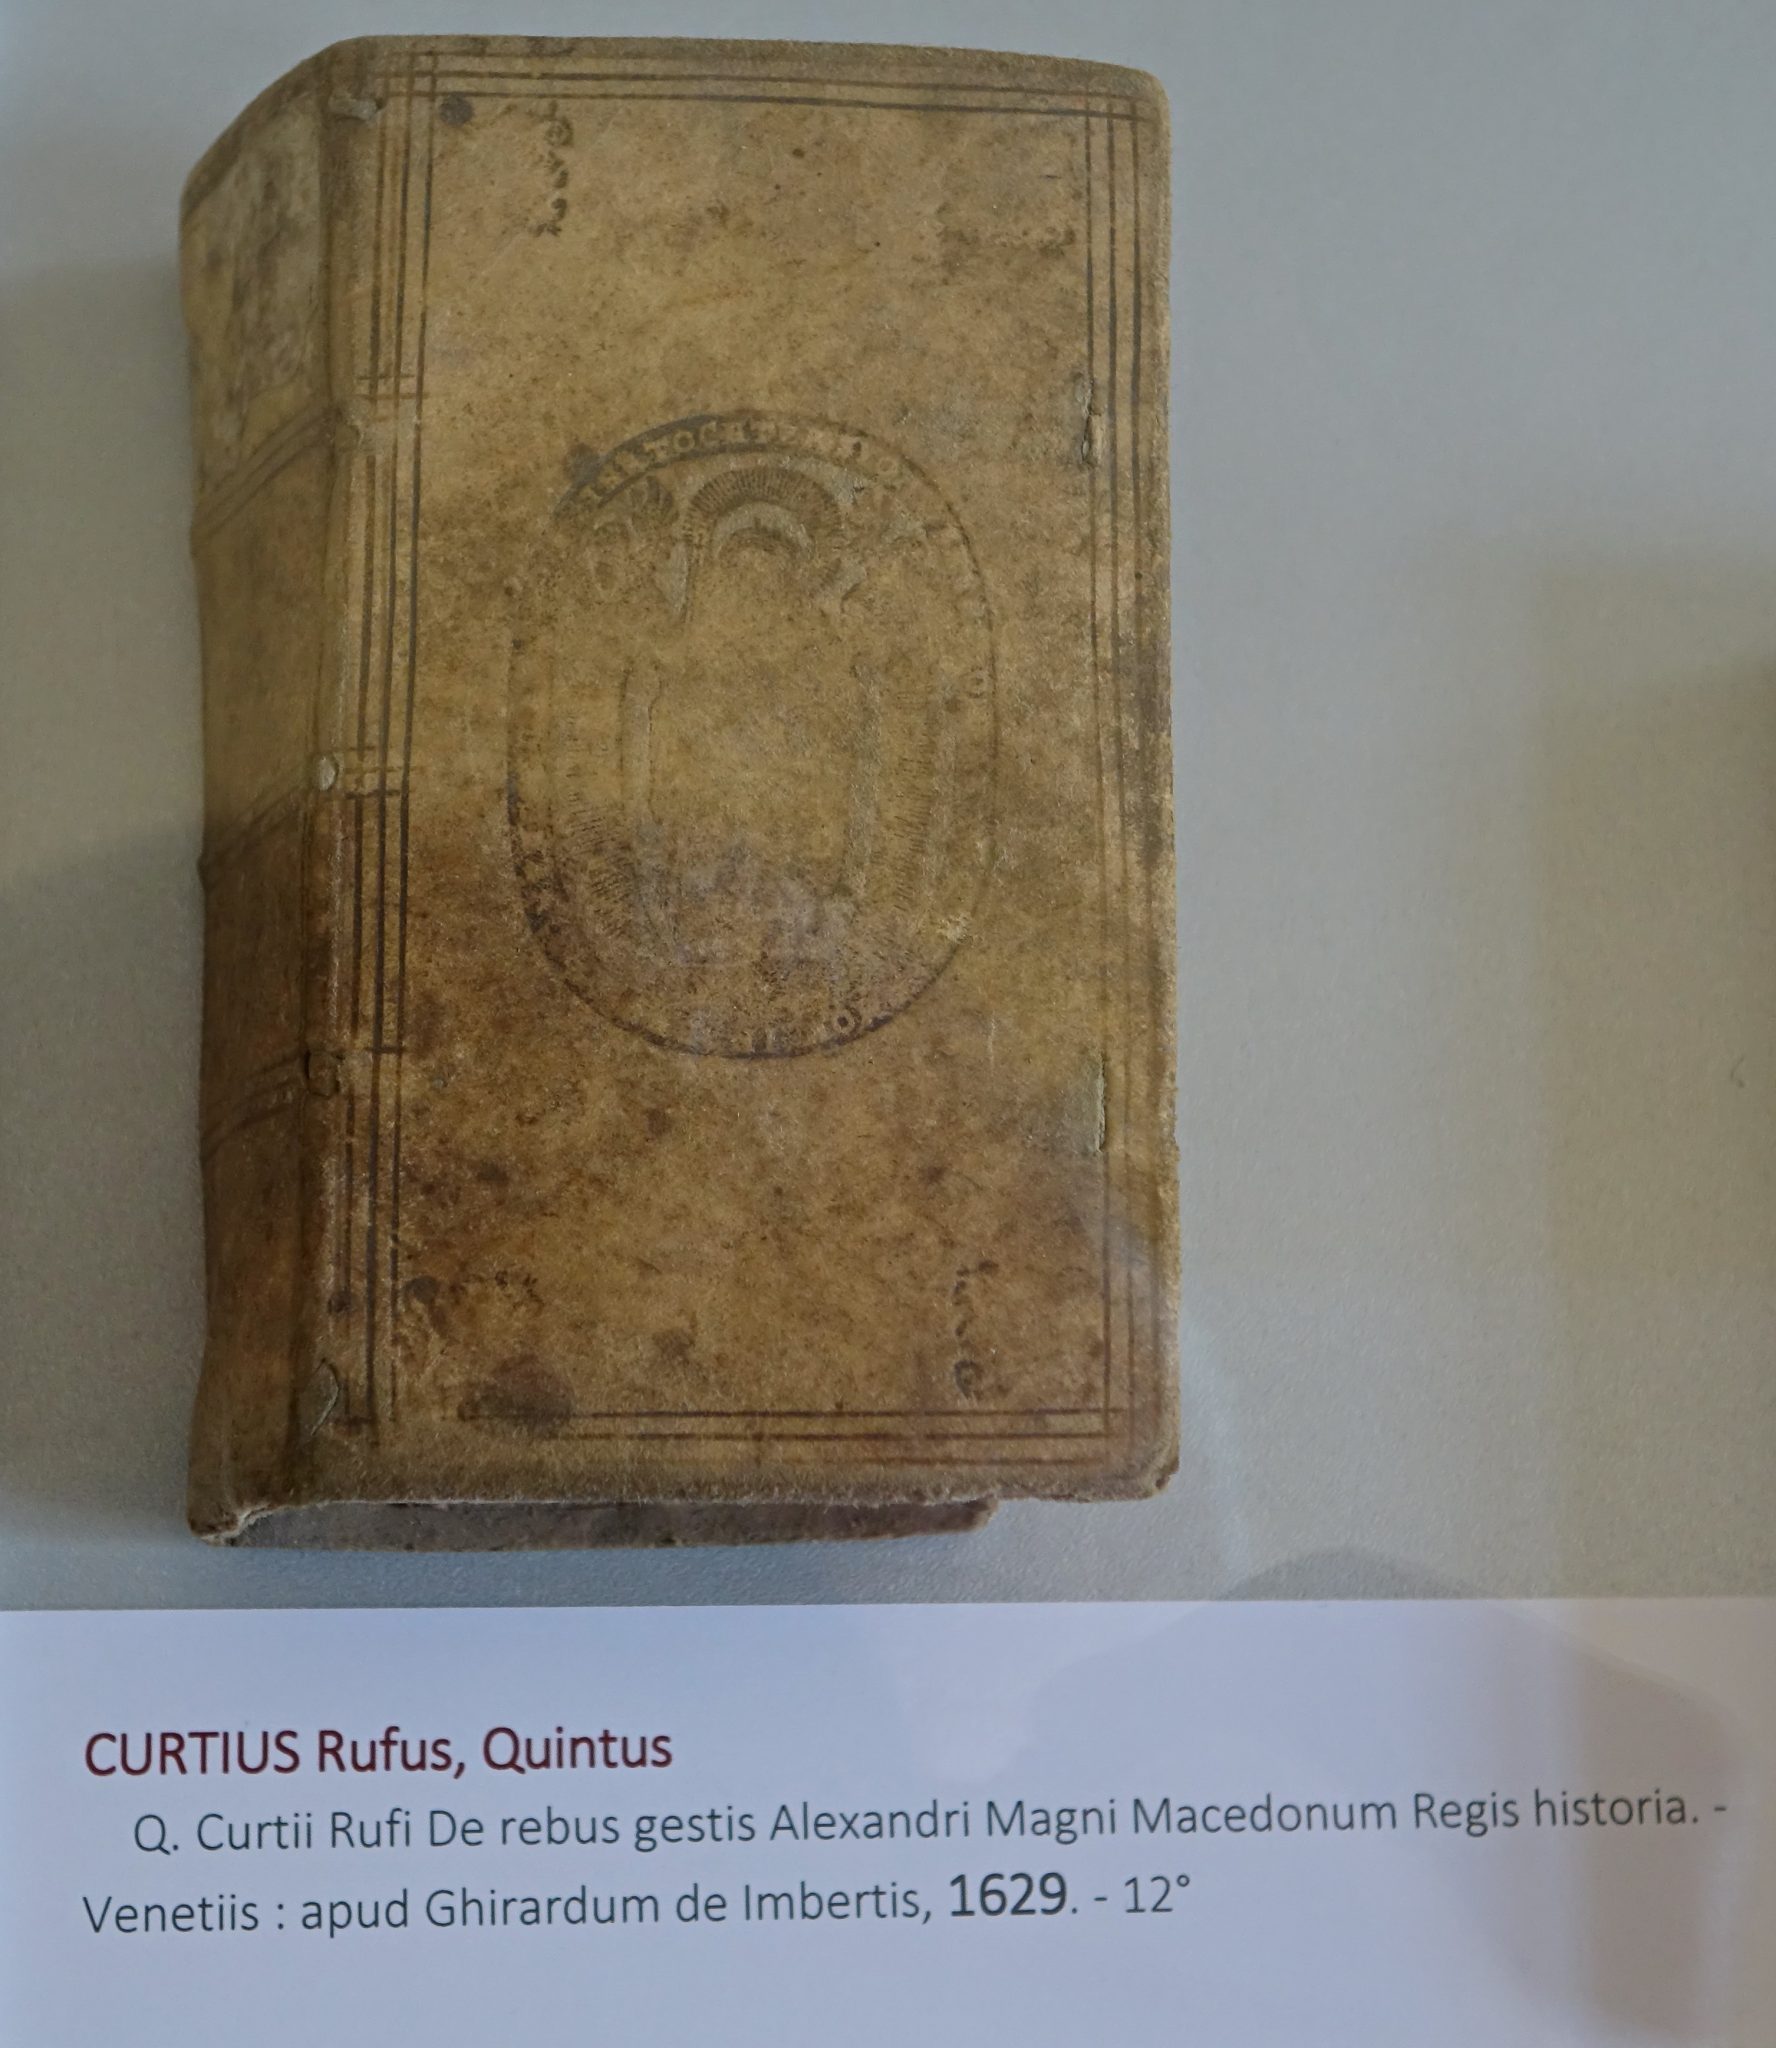 CURTIUS Rufus, Quintus
Q. Curtii Rufi De rebus gestis Alexandri Magni Macedonum Regis historia. -
Venetiis : apud Ghirardum de Imbertis, 1629. - 12°